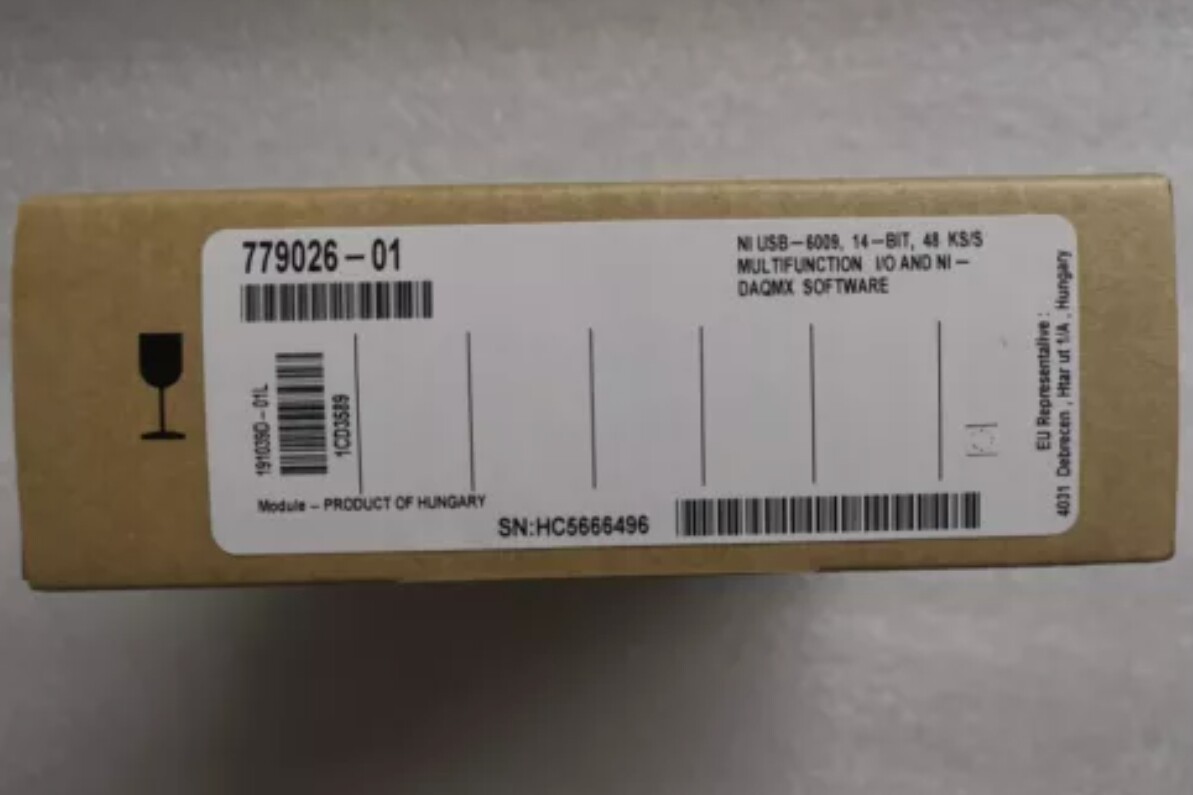 779026-01
NI USB-6009, 14-BIT, 48 KS/S
MULTIFUNCTION I/O AND NI-
DAQMX SOFTWARE
191039D-01L
1CD3589
Module - PRODUCT OF HUNGARY
SN:HC5666496
EU Representative :
4031 Debrecen , Htar ut 1/A , Hungary